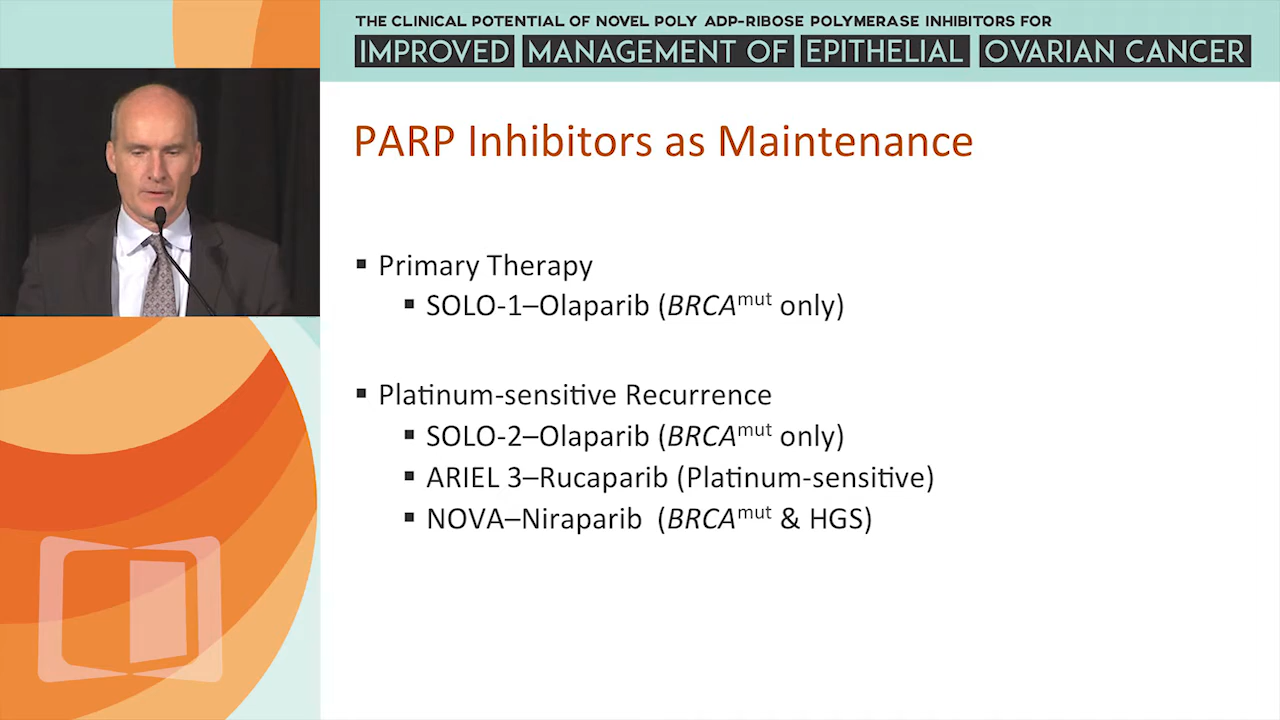 THE CLINICAL POTENTIAL OF NOVEL POLY ADP-RIBOSE POLYMERASE INHIBITORS FOR
IMPROVED MANAGEMENT OF EPITHELIAL OVARIAN CANCER
PARP Inhibitors as Maintenance
▪ Primary Therapy
▪ SOLO-1–Olaparib (BRCAmut only)
▪ Platinum-sensitive Recurrence
▪ SOLO-2–Olaparib (BRCAmut only)
▪ ARIEL 3–Rucaparib (Platinum-sensitive)
▪ NOVA–Niraparib (BRCAmut & HGS)